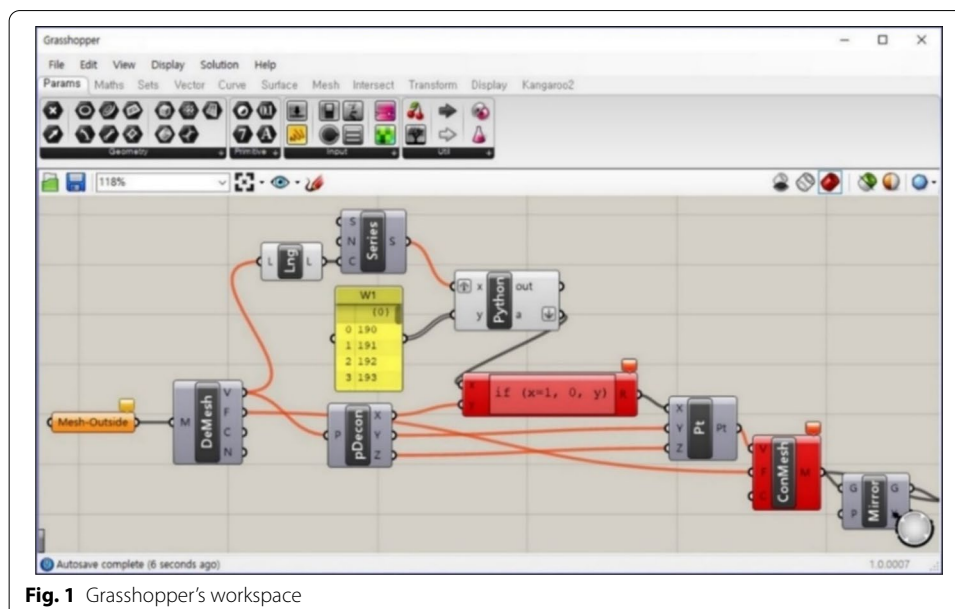 Grasshopper
File Edit View Display Solution Help
Params Maths Sets Vector Curve Surface Mesh Intersect Transform Display Kangaroo2
Geometry Primitive Input Util
118%
S
N
C
Series
S
L
Lng
L
W1
{0}
0 190
1 191
2 192
3 193
x
y
Python
out
a
if (x=1, 0, y)
R
Mesh-Outside
M
DeMesh
V
F
C
N
P
pDecon
X
Y
Z
X
Y
Z
Pt
Pt
V
F
C
ConMesh
M
G
P
Mirror
G
Autosave complete (6 seconds ago)
1.0.0007
Fig. 1 Grasshopper's workspace